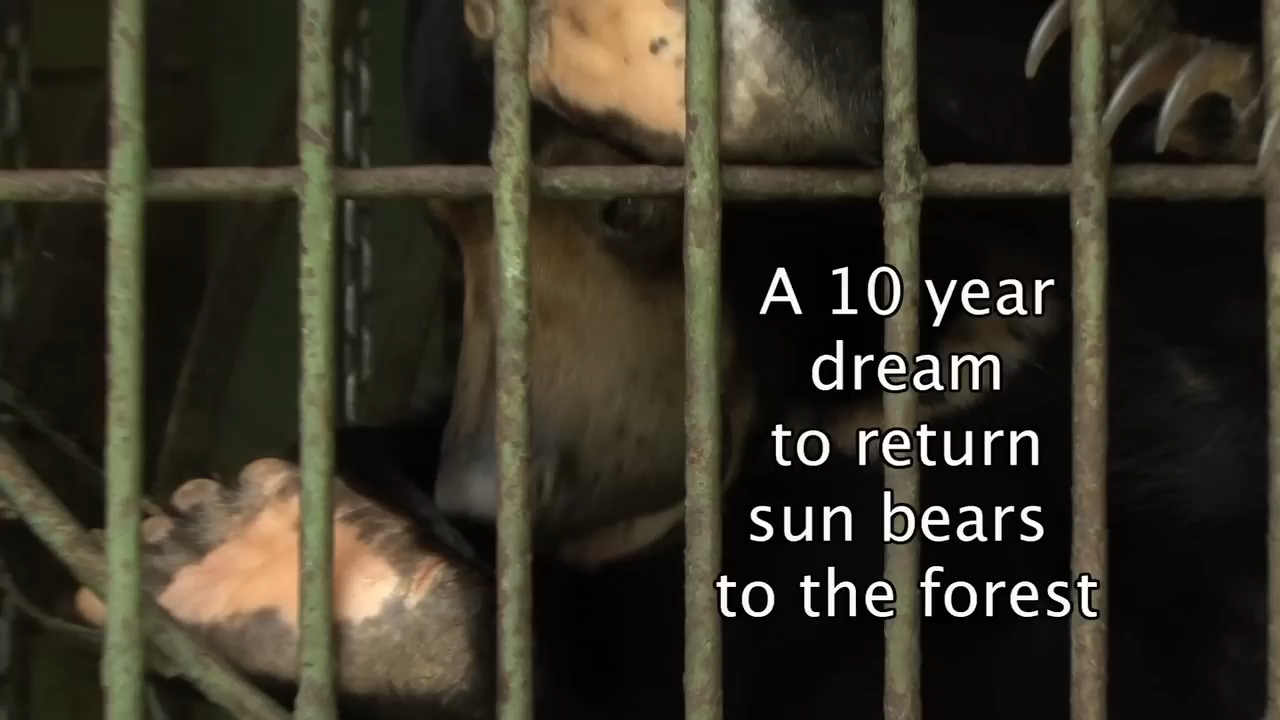 A 10 year
dream
to return
sun bears
to the forest